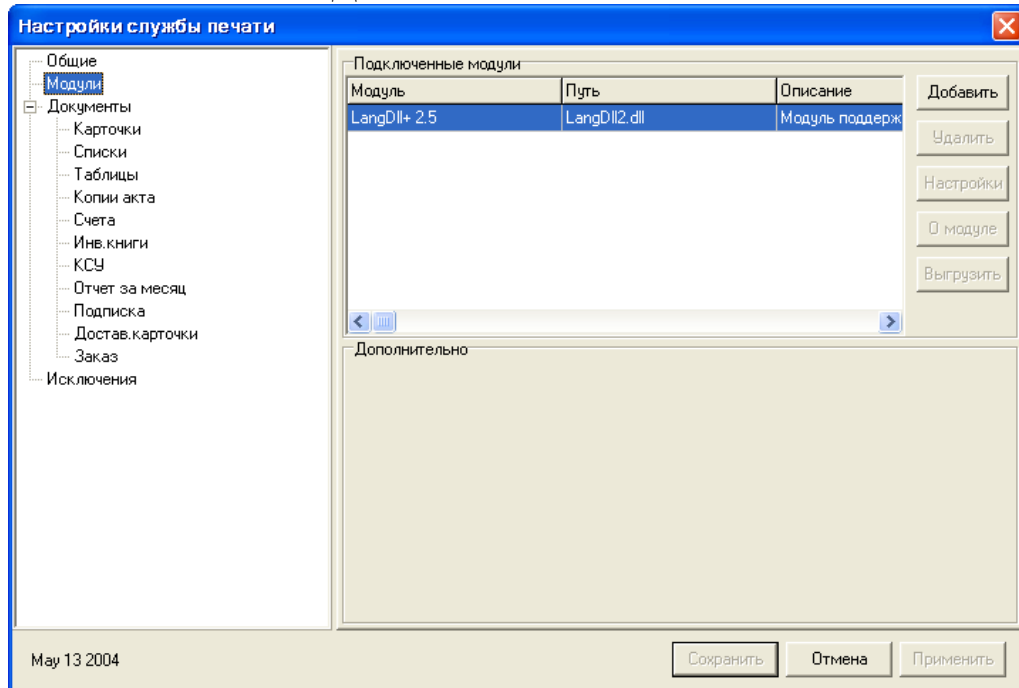 Настройки службы печати
Общие
Модули
Документы
Карточки
Списки
Таблицы
Копии акта
Счета
Инв.книги
КСУ
Отчет за месяц
Подписка
Достав.карточки
Заказ
Исключения
Подключенные модули
Модуль Путь Описание
LangDll+ 2.5 LangDll2.dll Модуль поддерж
Добавить
Удалить
Настройки
О модуле
Выгрузить
Дополнительно
May 13 2004
Сохранить Отмена Применить